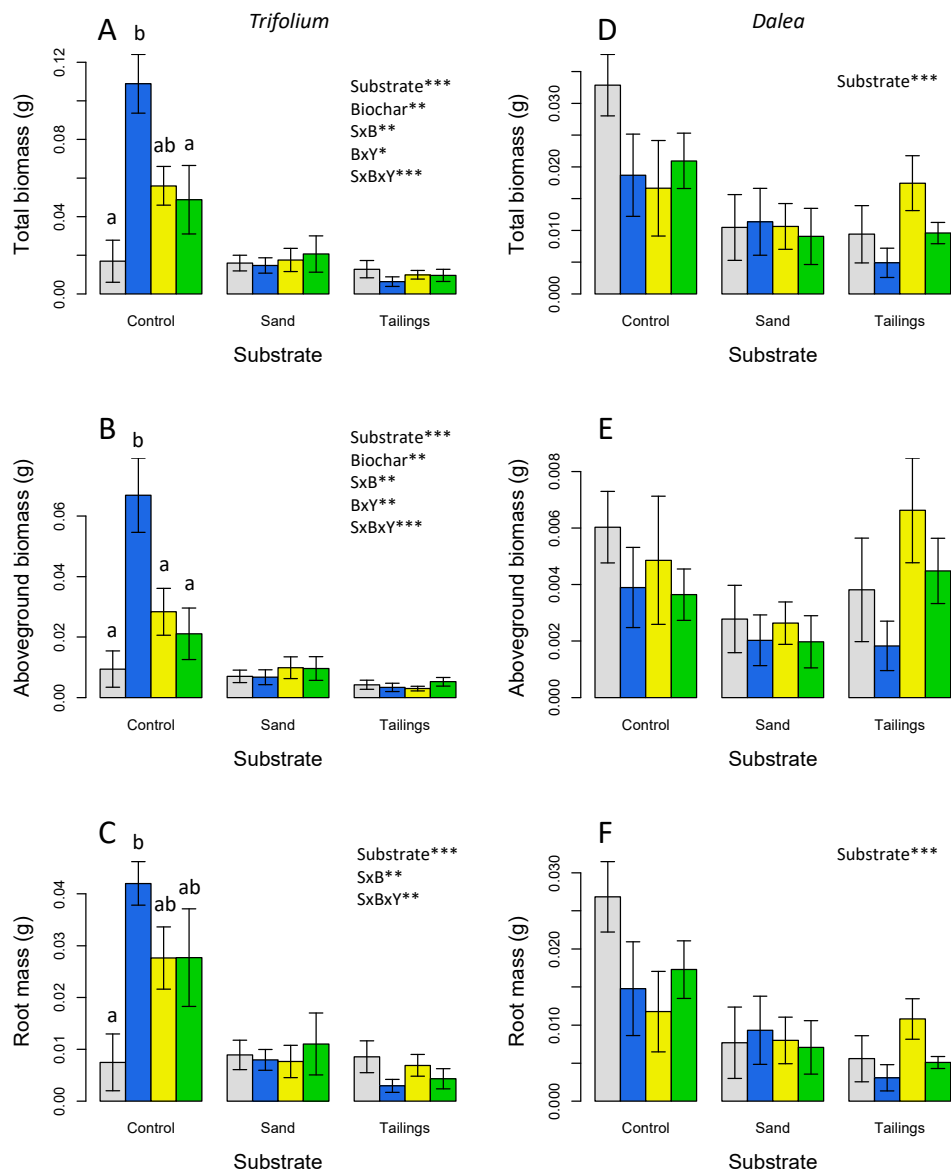 A
Trifolium
b
ab
a
a
Substrate***
Biochar**
SxB**
BxY*
SxBxY***
Total biomass (g)
0.00
0.04
0.08
0.12
Control
Sand
Tailings
Substrate
D
Dalea
Substrate***
Total biomass (g)
0.000
0.010
0.020
0.030
Control
Sand
Tailings
Substrate
B
b
a
a
a
Substrate***
Biochar**
SxB**
BxY**
SxBxY***
Aboveground biomass (g)
0.00
0.02
0.04
0.06
Control
Sand
Tailings
Substrate
E
Aboveground biomass (g)
0.000
0.002
0.004
0.006
0.008
Control
Sand
Tailings
Substrate
C
b
ab
ab
a
Substrate***
SxB**
SxBxY**
Root mass (g)
0.00
0.01
0.02
0.03
0.04
Control
Sand
Tailings
Substrate
F
Substrate***
Root mass (g)
0.000
0.010
0.020
0.030
Control
Sand
Tailings
Substrate